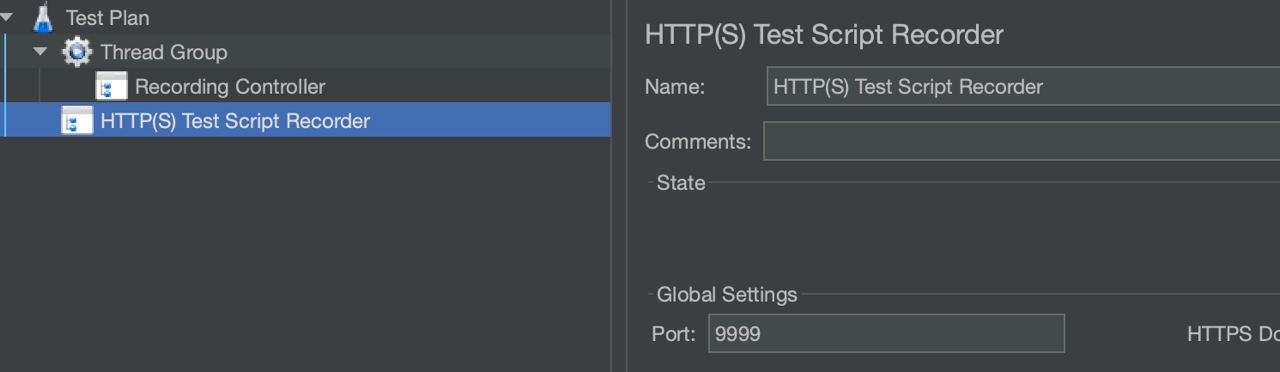 Test Plan
Thread Group
Recording Controller
HTTP(S) Test Script Recorder
HTTP(S) Test Script Recorder
Name: HTTP(S) Test Script Recorder
Comments:
State
Global Settings
Port: 9999 HTTPS Do